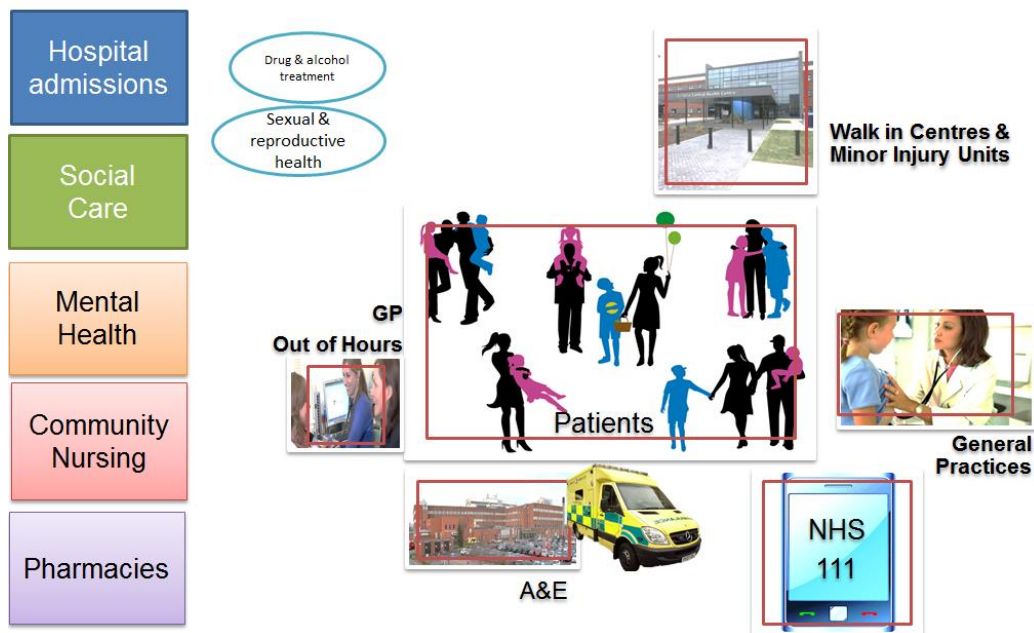 Hospital
admissions
Social
Care
Mental
Health
Community
Nursing
Pharmacies
Drug & alcohol
treatment
Sexual &
reproductive
health
Walk in Centres &
Minor Injury Units
GP
Out of Hours
Patients
General
Practices
A&E
NHS
111